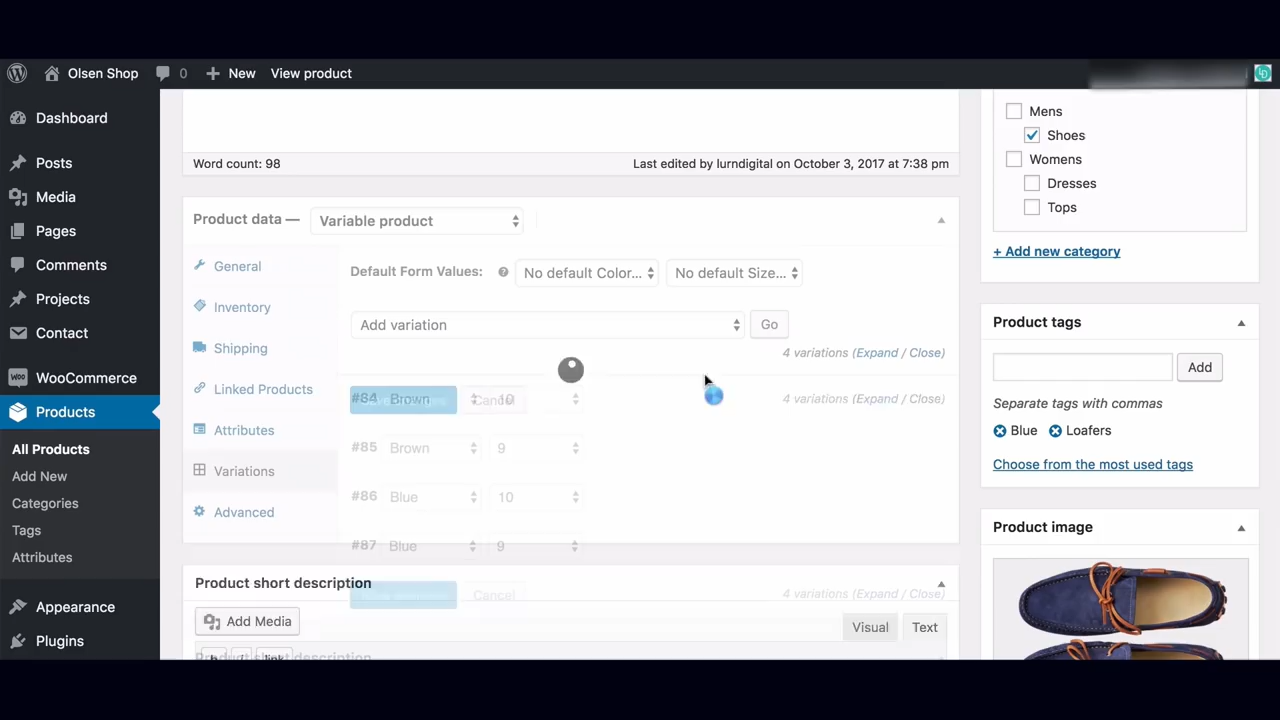 Olsen Shop 0 New View product
Dashboard
Posts
Media
Pages
Comments
Projects
Contact
WooCommerce
Products
All Products
Add New
Categories
Tags
Attributes
Appearance
Plugins
Word count: 98 Last edited by lurndigital on October 3, 2017 at 7:38 pm
Product data — Variable product
General
Inventory
Shipping
Linked Products
Attributes
Variations
Advanced
Default Form Values: No default Color... No default Size...
Add variation Go
4 variations (Expand / Close)
#84 Brown 10 Cancel 4 variations (Expand / Close)
#85 Brown 9
#86 Blue 10
#87 Blue 9
Product short description
Cancel 4 variations (Expand / Close)
Add Media Visual Text
b i link
Product short description
Mens
Shoes
Womens
Dresses
Tops
+ Add new category
Product tags
Add
Separate tags with commas
Blue Loafers
Choose from the most used tags
Product image